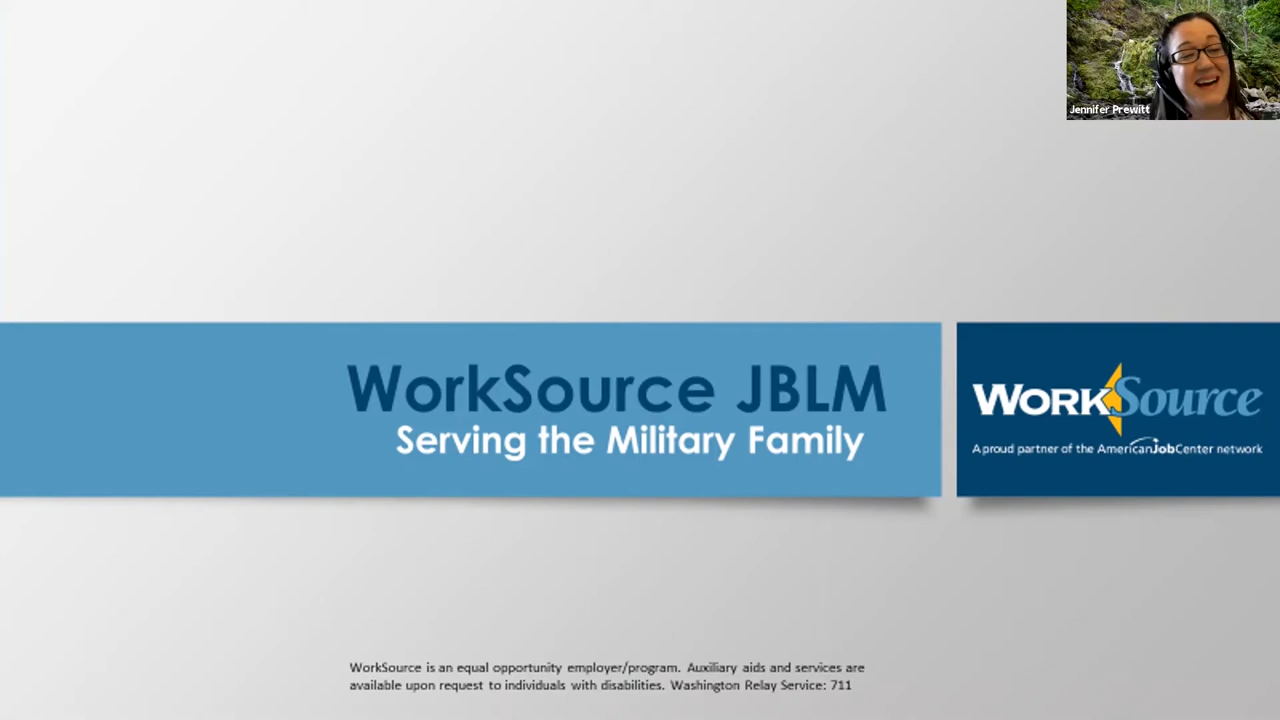 Jennifer Prewitt
WorkSource JBLM
Serving the Military Family
WorkSource
A proud partner of the AmericanJobCenter network
WorkSource is an equal opportunity employer/program. Auxiliary aids and services are
available upon request to individuals with disabilities. Washington Relay Service: 711